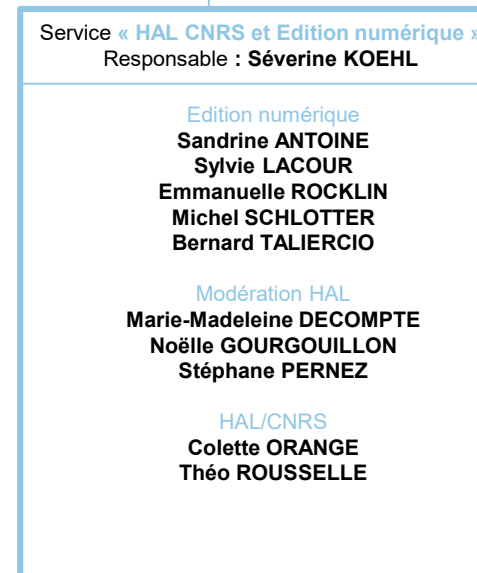 Service « HAL CNRS et Edition numérique »
Responsable : Séverine KOEHL
Edition numérique
Sandrine ANTOINE
Sylvie LACOUR
Emmanuelle ROCKLIN
Michel SCHLOTTER
Bernard TALIERCIO
Modération HAL
Marie-Madeleine DECOMPTE
Noëlle GOURGOUILLON
Stéphane PERNEZ
HAL/CNRS
Colette ORANGE
Théo ROUSSELLE